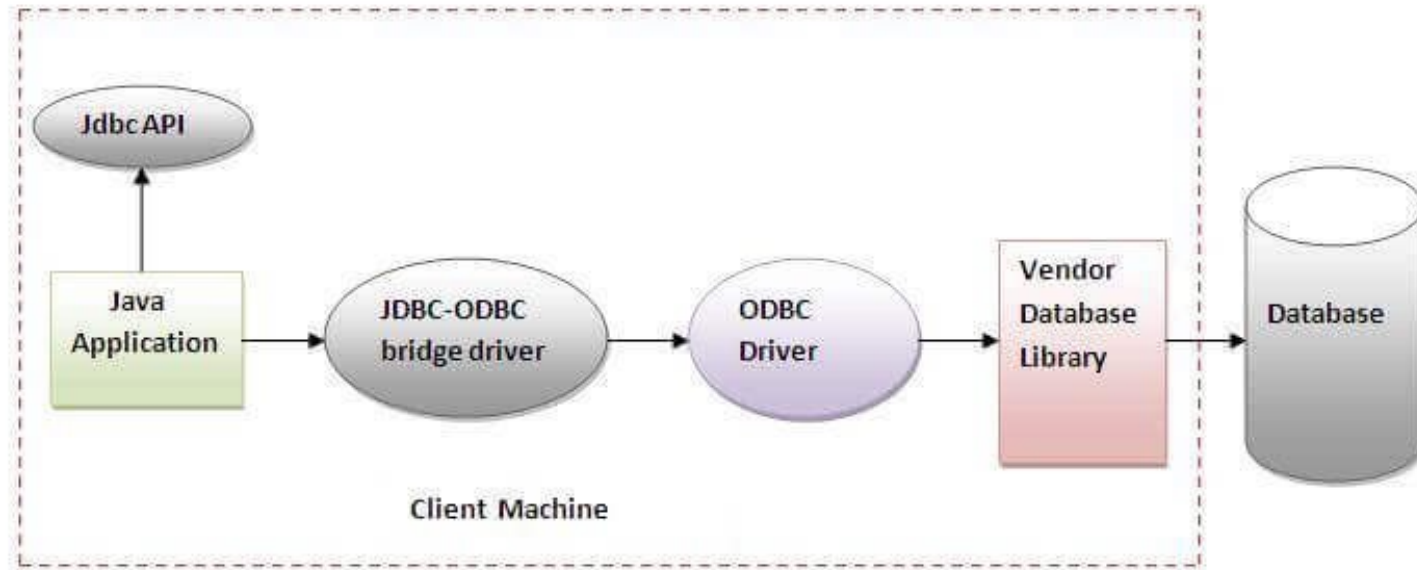 Jdbc API
Java
Application
JDBC-ODBC
bridge driver
ODBC
Driver
Vendor
Database
Library
Database
Client Machine